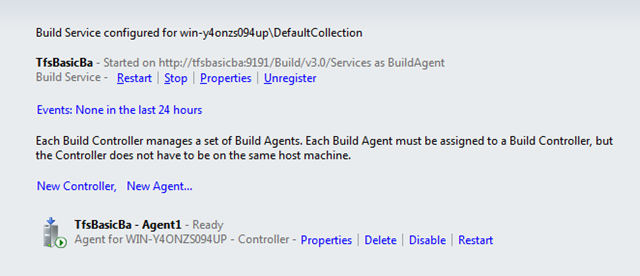 Build Service configured for win-y4onzs094up\DefaultCollection
TfsBasicBa - Started on http://tfsbasicba:9191/Build/v3.0/Services as BuildAgent
Build Service - Restart | Stop | Properties | Unregister
Events: None in the last 24 hours
Each Build Controller manages a set of Build Agents. Each Build Agent must be assigned to a Build Controller, but
the Controller does not have to be on the same host machine.
New Controller, New Agent...
TfsBasicBa - Agent1 - Ready
Agent for WIN-Y4ONZS094UP - Controller - Properties | Delete | Disable | Restart